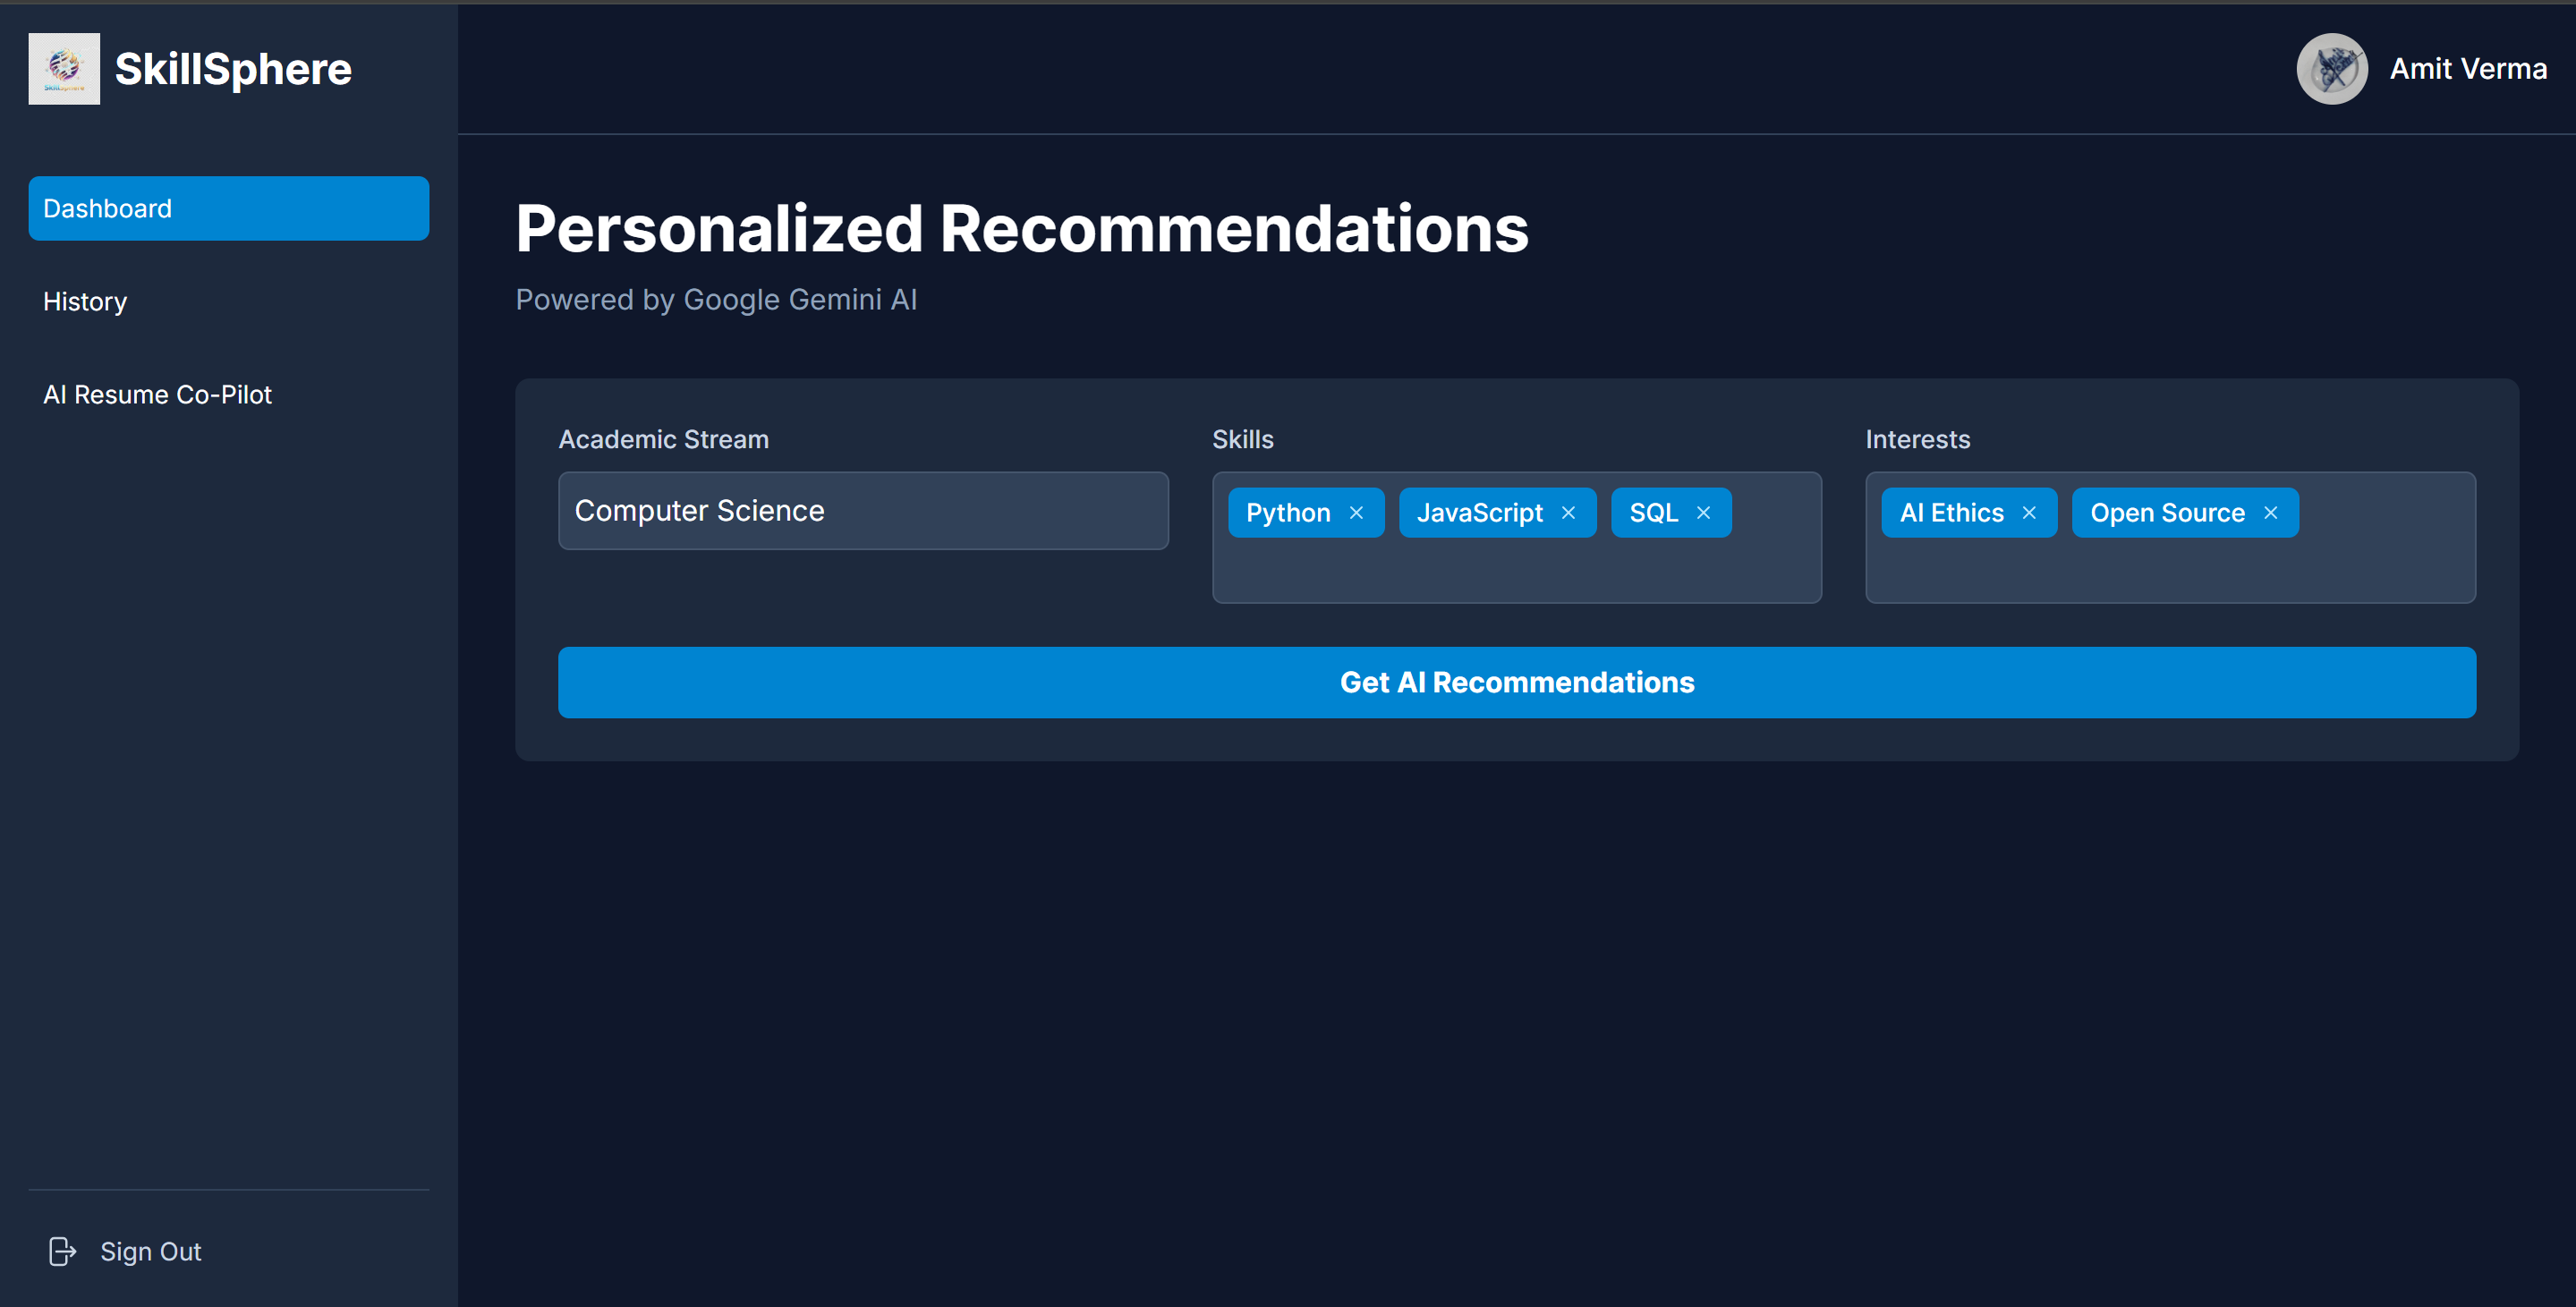 SkillSphere
Amit Verma
Dashboard
History
AI Resume Co-Pilot
Personalized Recommendations
Powered by Google Gemini AI
Academic Stream
Computer Science
Skills
Python × JavaScript × SQL ×
Interests
AI Ethics × Open Source ×
Get AI Recommendations
Sign Out